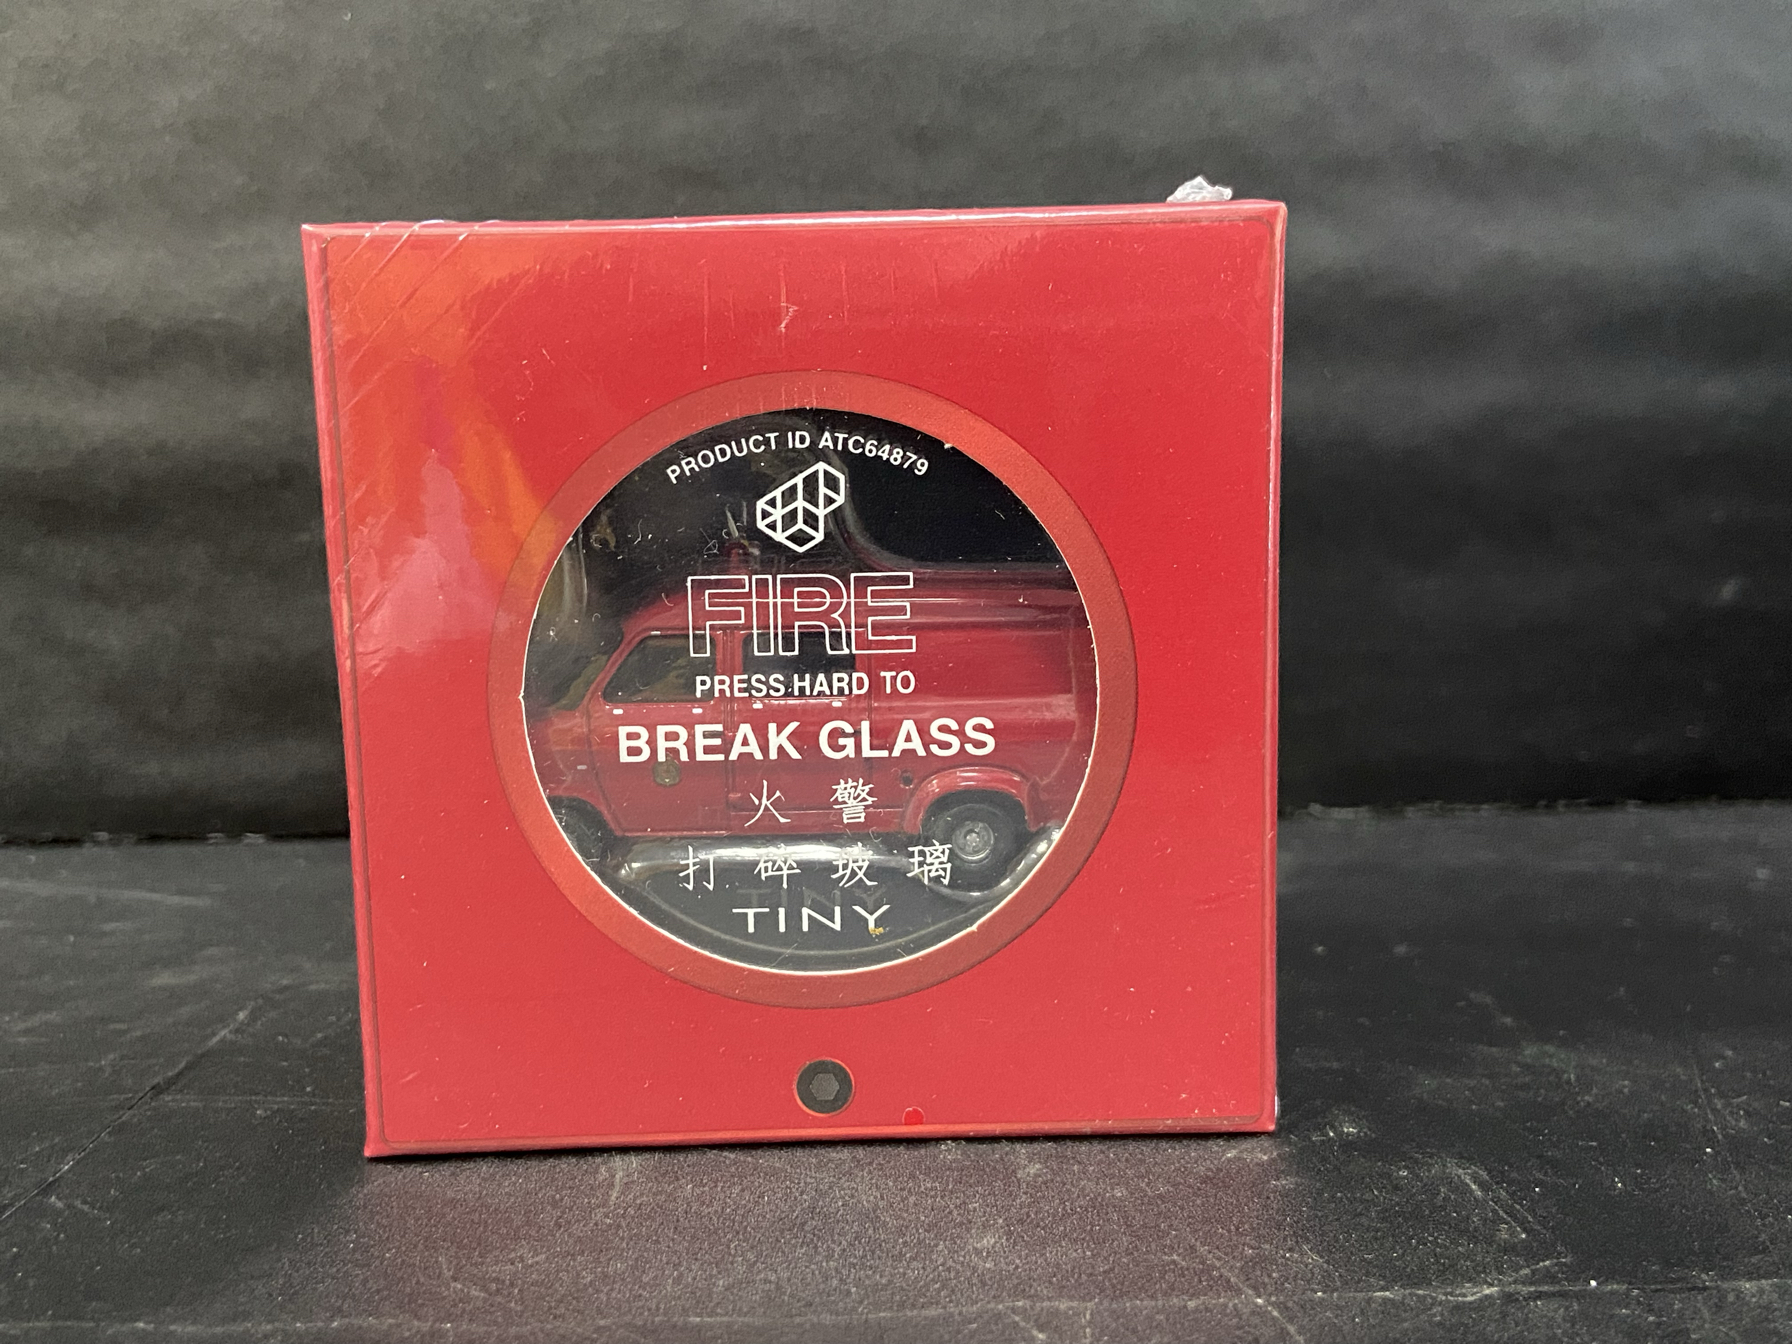 PRODUCT ID ATC64879
FIRE
PRESS HARD TO
BREAK GLASS
火警
打碎玻璃
TINY